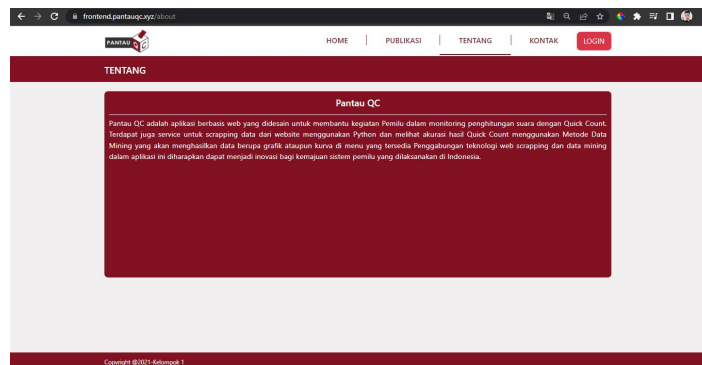 frontend.pantauqc.xyz/about
PANTAU QC
HOME
PUBLIKASI
TENTANG
KONTAK
LOGIN
TENTANG
Pantau QC
Pantau QC adalah aplikasi berbasis web yang didesain untuk membantu kegiatan Pemilu dalam monitoring penghitungan suara dengan Quick Count.
Terdapat juga service untuk scrapping data dari website menggunakan Python dan melihat akurasi hasil Quick Count menggunakan Metode Data
Mining yang akan menghasilkan data berupa grafik ataupun kurva di menu yang tersedia Penggabungan teknologi web scrapping dan data mining
dalam aplikasi ini diharapkan dapat menjadi inovasi bagi kemajuan sistem pemilu yang dilaksanakan di Indonesia.
Copyright @2021-Kelompok 1